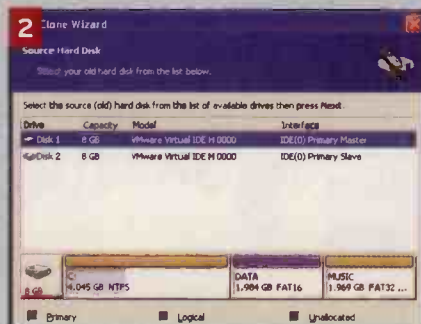 2
Clone Wizard
Source Hard Disk
Select your old hard disk from the list below.
Select the source (old) hard disk from the list of available drives then press Next.
Drive Capacity Model Interface
Disk 1 8 GB VMware Virtual IDE H 0000 IDE(0) Primary Master
Disk 2 8 GB VMware Virtual IDE H 0000 IDE(0) Primary Slave
8 GB
C:
4.045 GB NTFS
DATA
1.984 GB FAT16
MUSIC
1.969 GB FAT32 ...
Primary Logical Unallocated